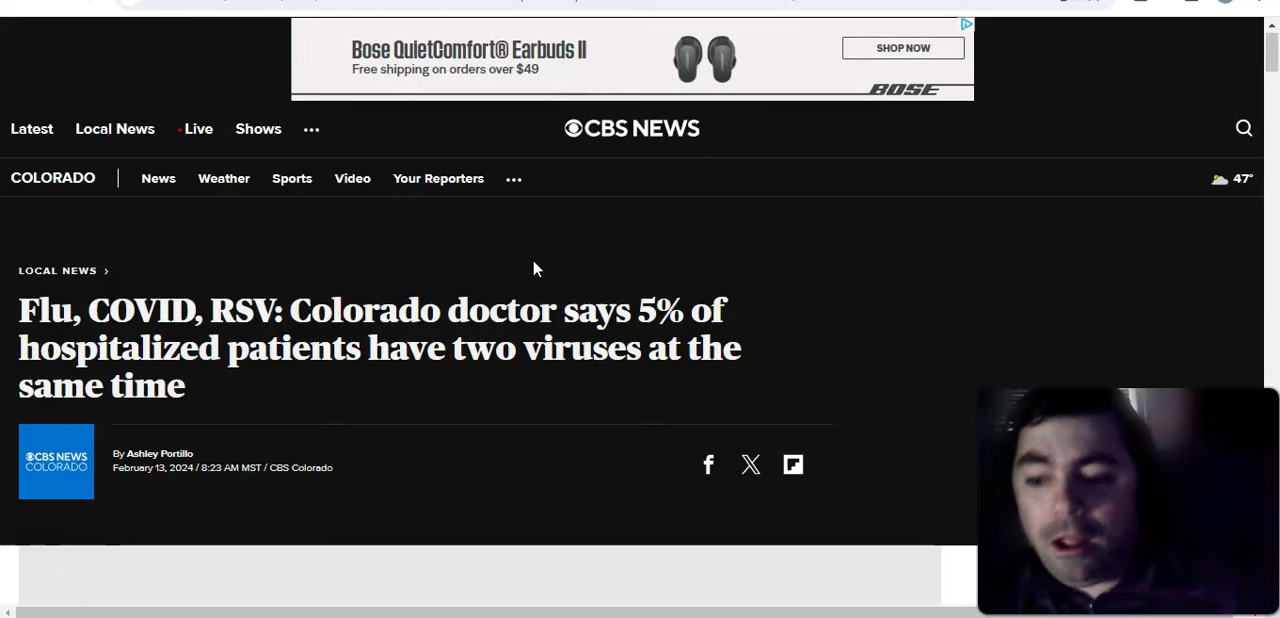 Bose QuietComfort® Earbuds II
Free shipping on orders over $49
SHOP NOW
BOSE
Latest Local News Live Shows
CBS NEWS
COLORADO News Weather Sports Video Your Reporters
47°
LOCAL NEWS
Flu, COVID, RSV: Colorado doctor says 5% of
hospitalized patients have two viruses at the
same time
CBS NEWS
COLORADO
By Ashley Portillo
February 13, 2024 / 8:23 AM MST / CBS Colorado